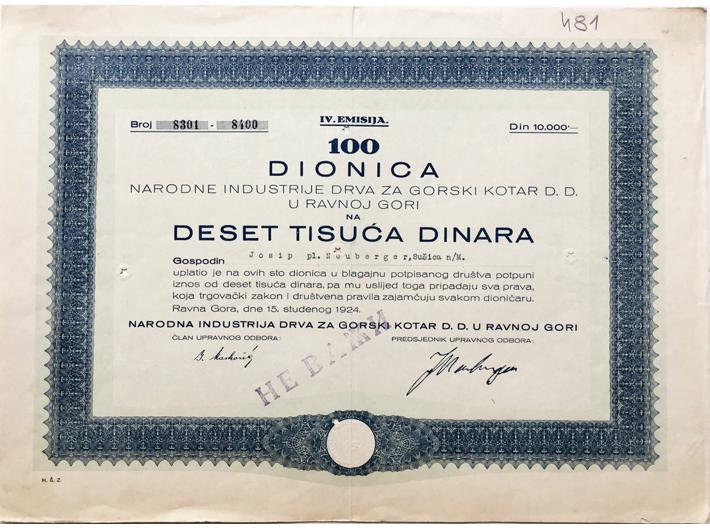 481
IV. EMISIJA.
Broj 8301 - 8400
Din 10.000·—
100
DIONICA
NARODNE INDUSTRIJE DRVA ZA GORSKI KOTAR D. D.
U RAVNOJ GORI
NA
DESET TISUĆA DINARA
Gospodin Josip pl. Neuberger, Sušica n/M.
uplatio je na ovih sto dionica u blagajnu potpisanog društva potpuni
iznos od deset tisuća dinara, pa mu uslijed toga pripadaju sva prava,
koja trgovački zakon i društvena pravila zajamčuju svakom dioničaru.
Ravna Gora, dne 15. studenog 1924.
NARODNA INDUSTRIJA DRVA ZA GORSKI KOTAR D. D. U RAVNOJ GORI
ČLAN UPRAVNOG ODBORA:
PREDSJEDNIK UPRAVNOG ODBORA:
НЕ ВАЖИ
H. Š. Z.